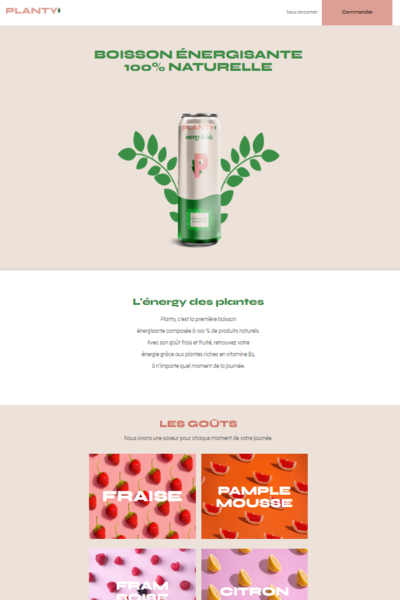 PLANTY
Nous rencontrer
Commander
BOISSON ÉNERGISANTE
100% NATURELLE
PLANTY
energy drink
P
L'énergy des plantes
Planty, c'est la première boisson
énergisante composée à 100 % de produits naturels.
Avec son goût frais et fruité, retrouvez votre
énergie grâce aux plantes riches en vitamine B12,
à n'importe quel moment de la journée.
LES GOÛTS
Nous avons une saveur pour chaque moment de votre journée.
FRAISE
PAMPLE
MOUSSE
FRAM
BOISE
CITRON